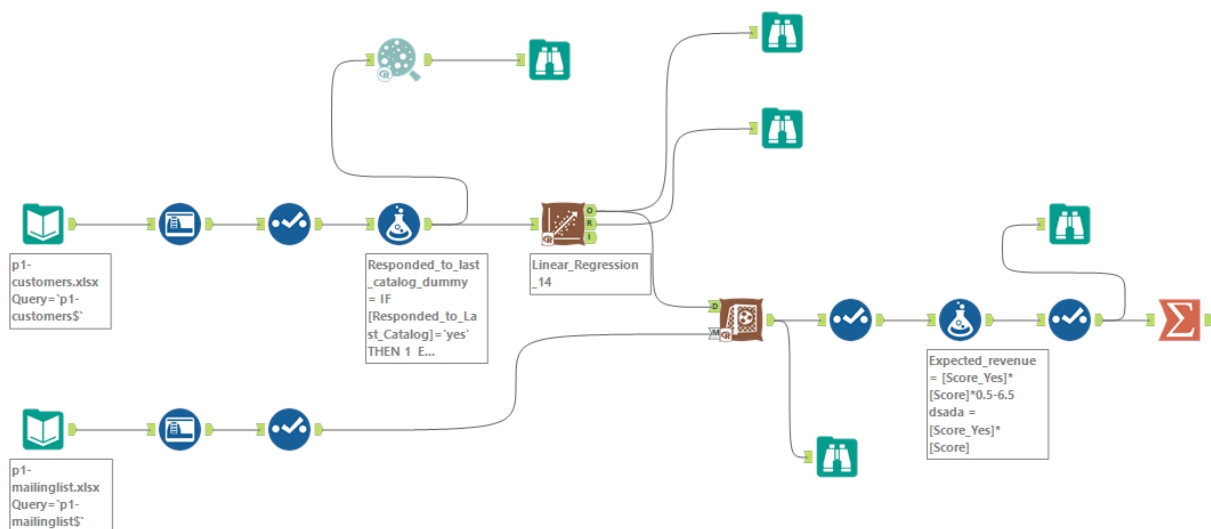 p1-
customers.xlsx
Query=`p1-
customers$`
Responded_to_last
_catalog_dummy
= IF
[Responded_to_La
st_Catalog]='yes'
THEN 1 E...
Linear_Regression
_14
O
R
I
D
M
Expected_revenue
= [Score_Yes]*
[Score]*0.5-6.5
dsada =
[Score_Yes]*
[Score]
p1-
mailinglist.xlsx
Query=`p1-
mailinglist$`